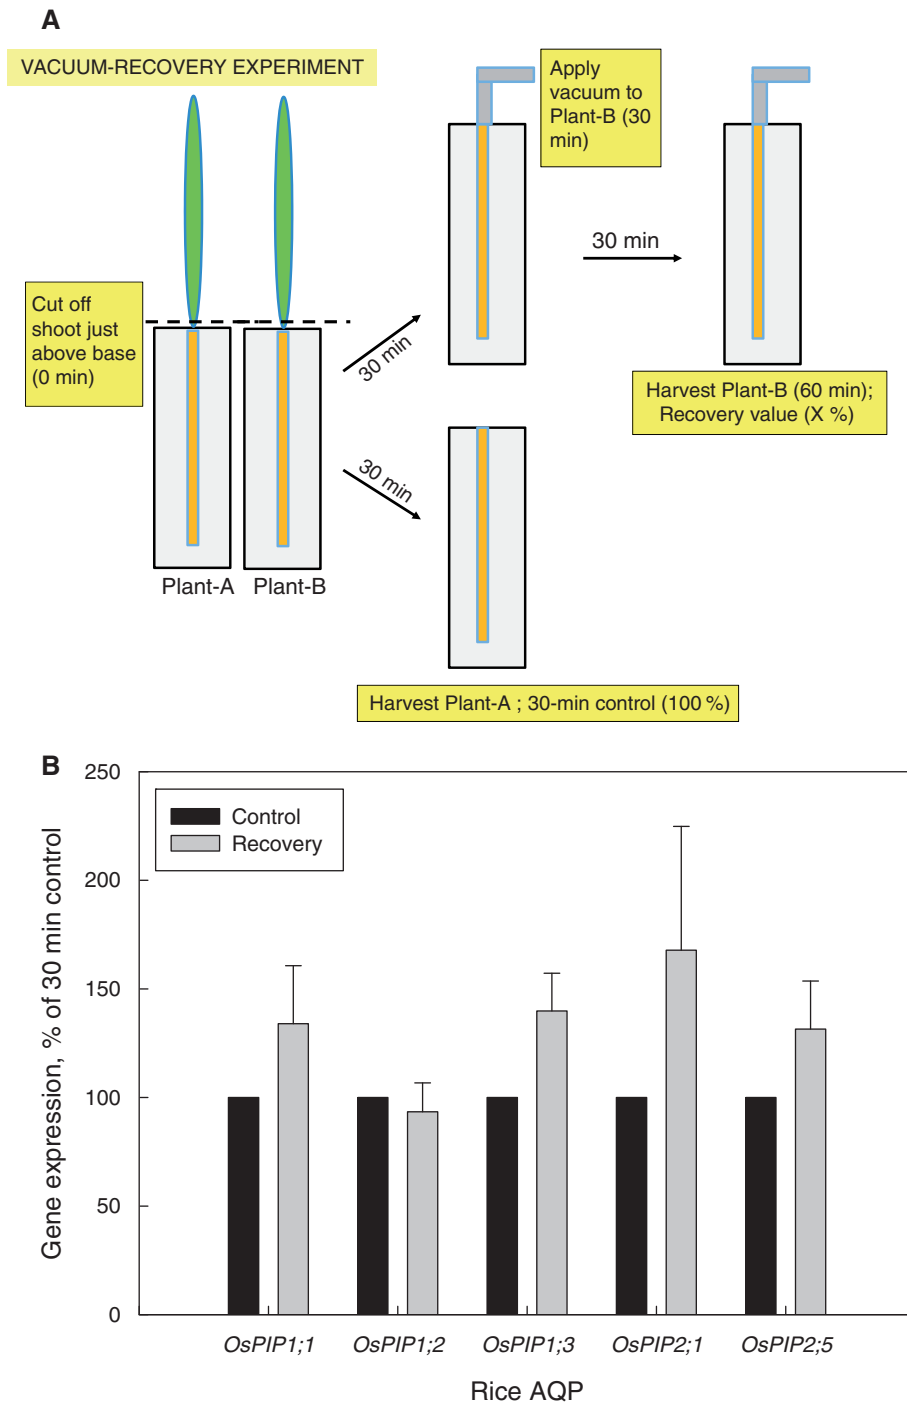 A
VACUUM-RECOVERY EXPERIMENT
Cut off
shoot just
above base
(0 min)
Plant-A
Plant-B
30 min
30 min
Apply
vacuum to
Plant-B (30
min)
30 min
Harvest Plant-B (60 min);
Recovery value (X %)
Harvest Plant-A ; 30-min control (100 %)
B
Gene expression, % of 30 min control
250
200
150
100
50
0
Control
Recovery
OsPIP1;1
OsPIP1;2
OsPIP1;3
OsPIP2;1
OsPIP2;5
Rice AQP